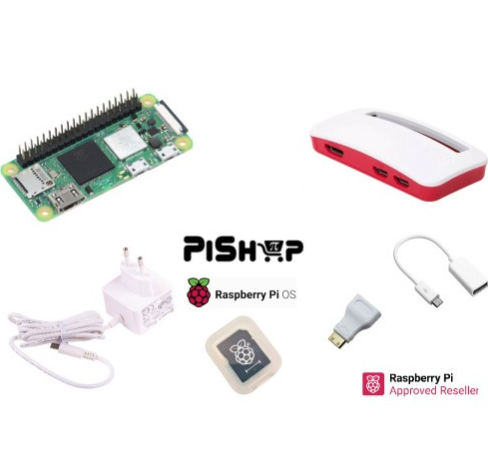 PiShop
Raspberry Pi OS
Raspberry Pi
Approved Reseller